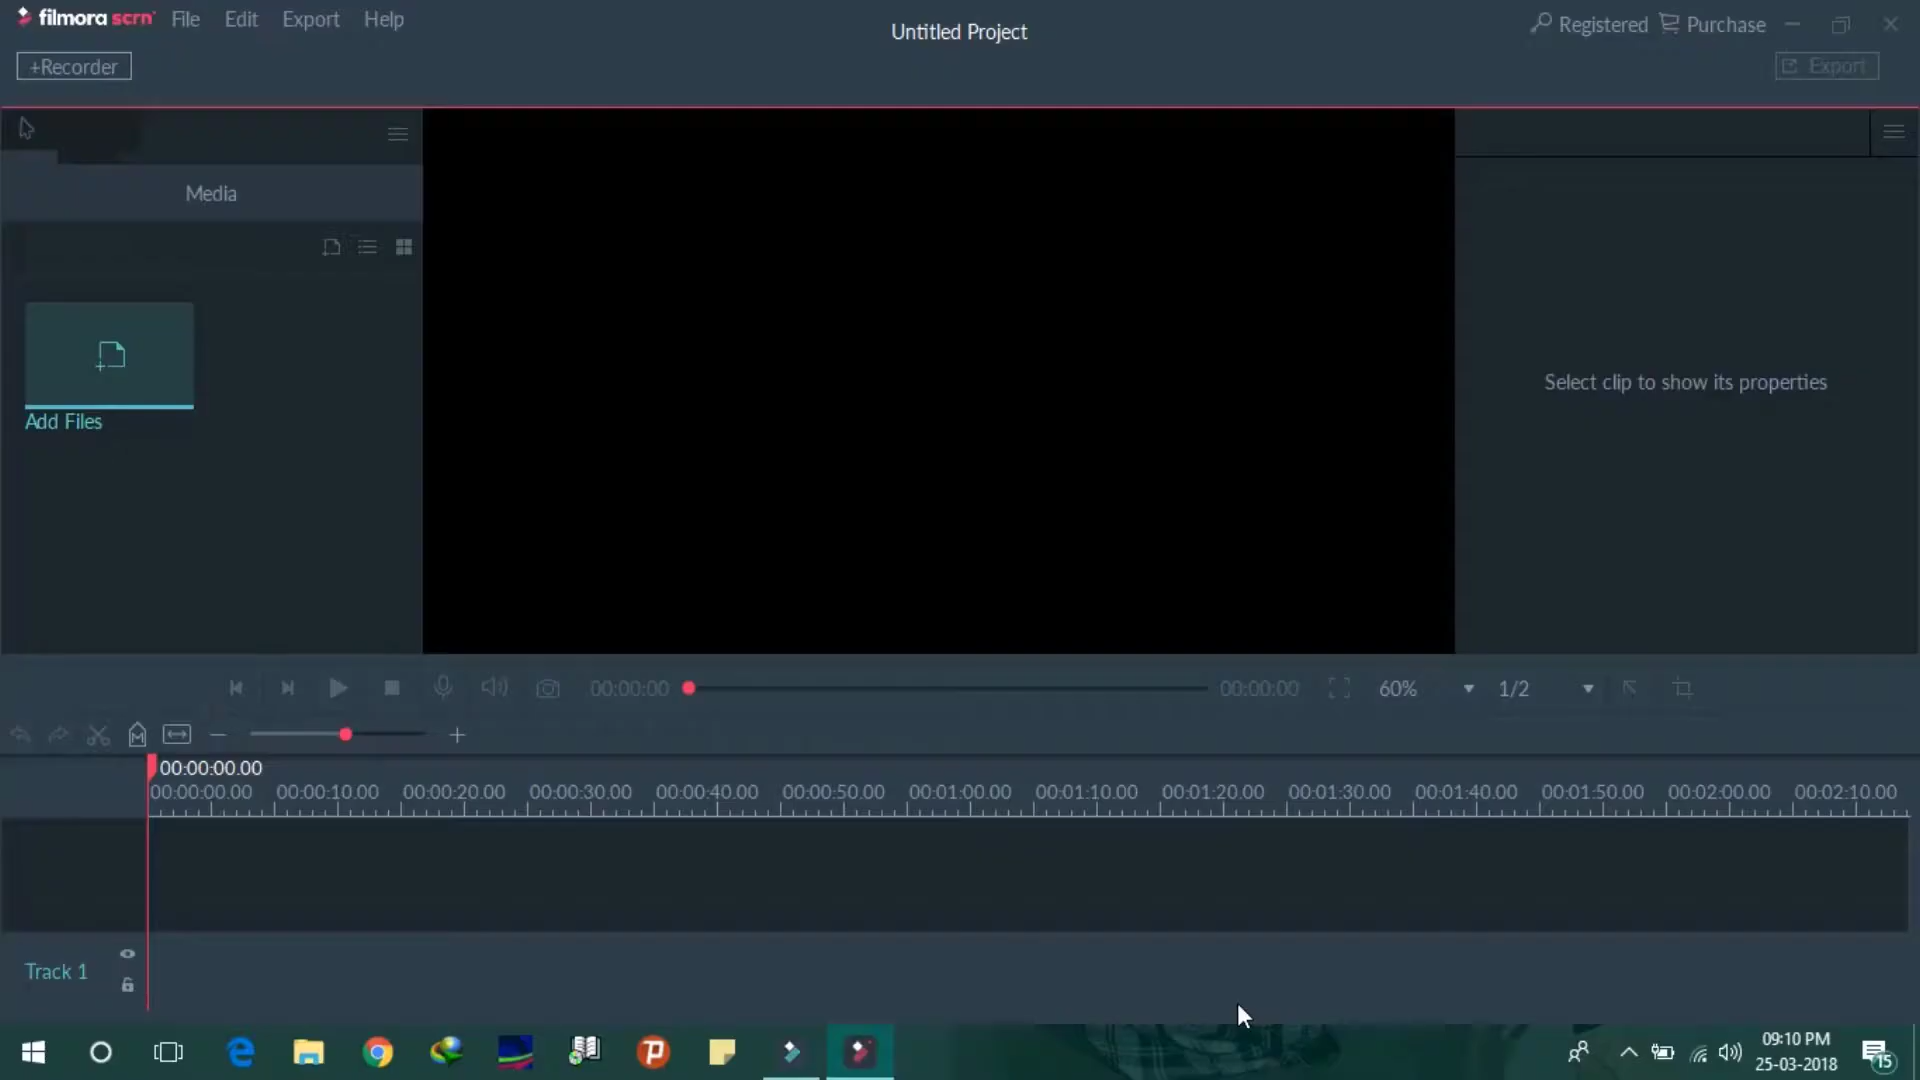 filmora scrn File Edit Export Help
Untitled Project
Registered Purchase
+Recorder
Export
Media
Add Files
Select clip to show its properties
00:00:00 00:00:00 60% 1/2
00:00:00.00
00:00:00.00 00:00:10.00 00:00:20.00 00:00:30.00 00:00:40.00 00:00:50.00 00:01:00.00 00:01:10.00 00:01:20.00 00:01:30.00 00:01:40.00 00:01:50.00 00:02:00.00 00:02:10.00
Track 1
09:10 PM
25-03-2018
15